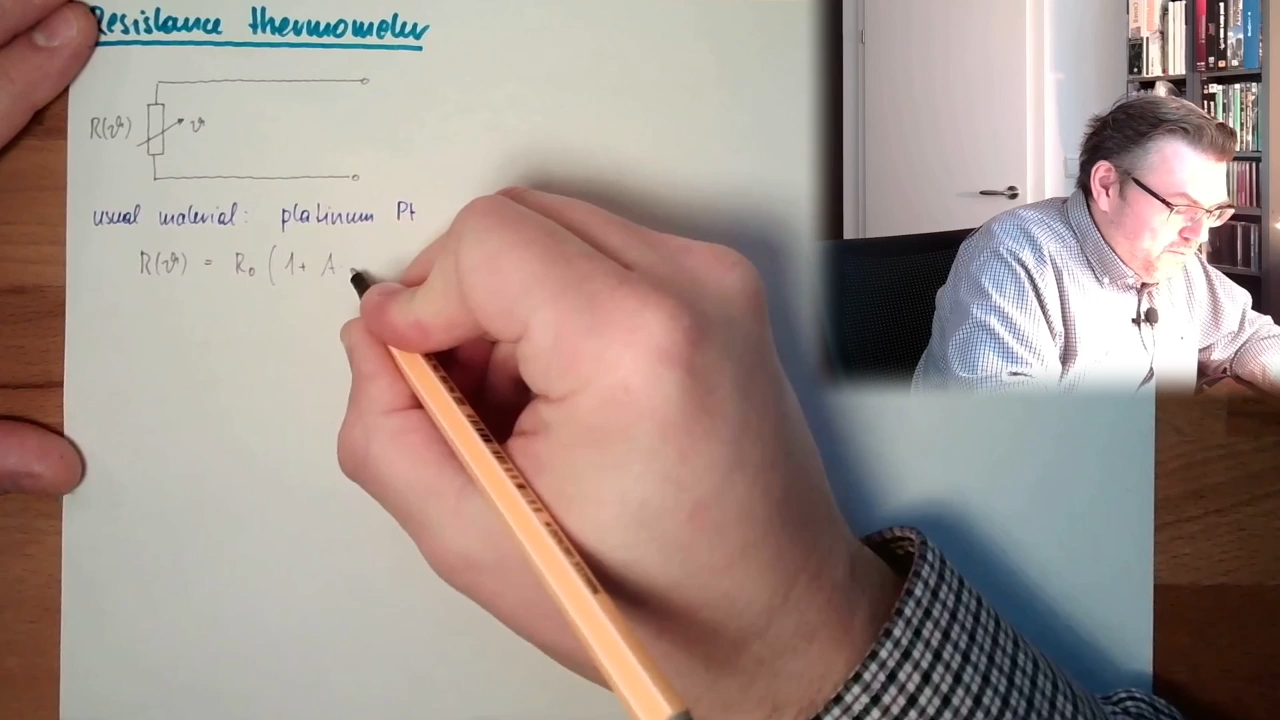 Resistance thermometer
R(ϑ) ϑ
usual material: platinum Pt
R(ϑ) = R₀ (1+ A